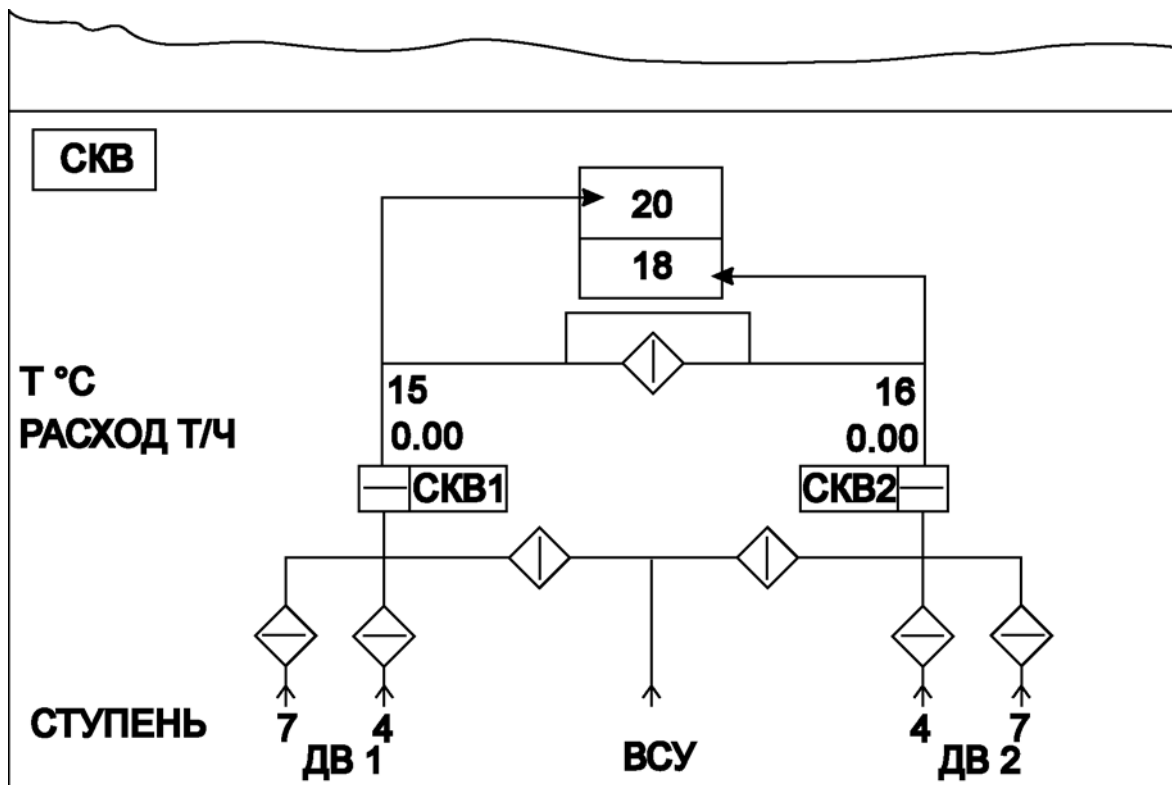 СКВ
20
18
T °C
15
16
РАСХОД Т/Ч
0.00
0.00
СКВ1
СКВ2
СТУПЕНЬ
7
4
4
7
ДВ 1
ВСУ
ДВ 2